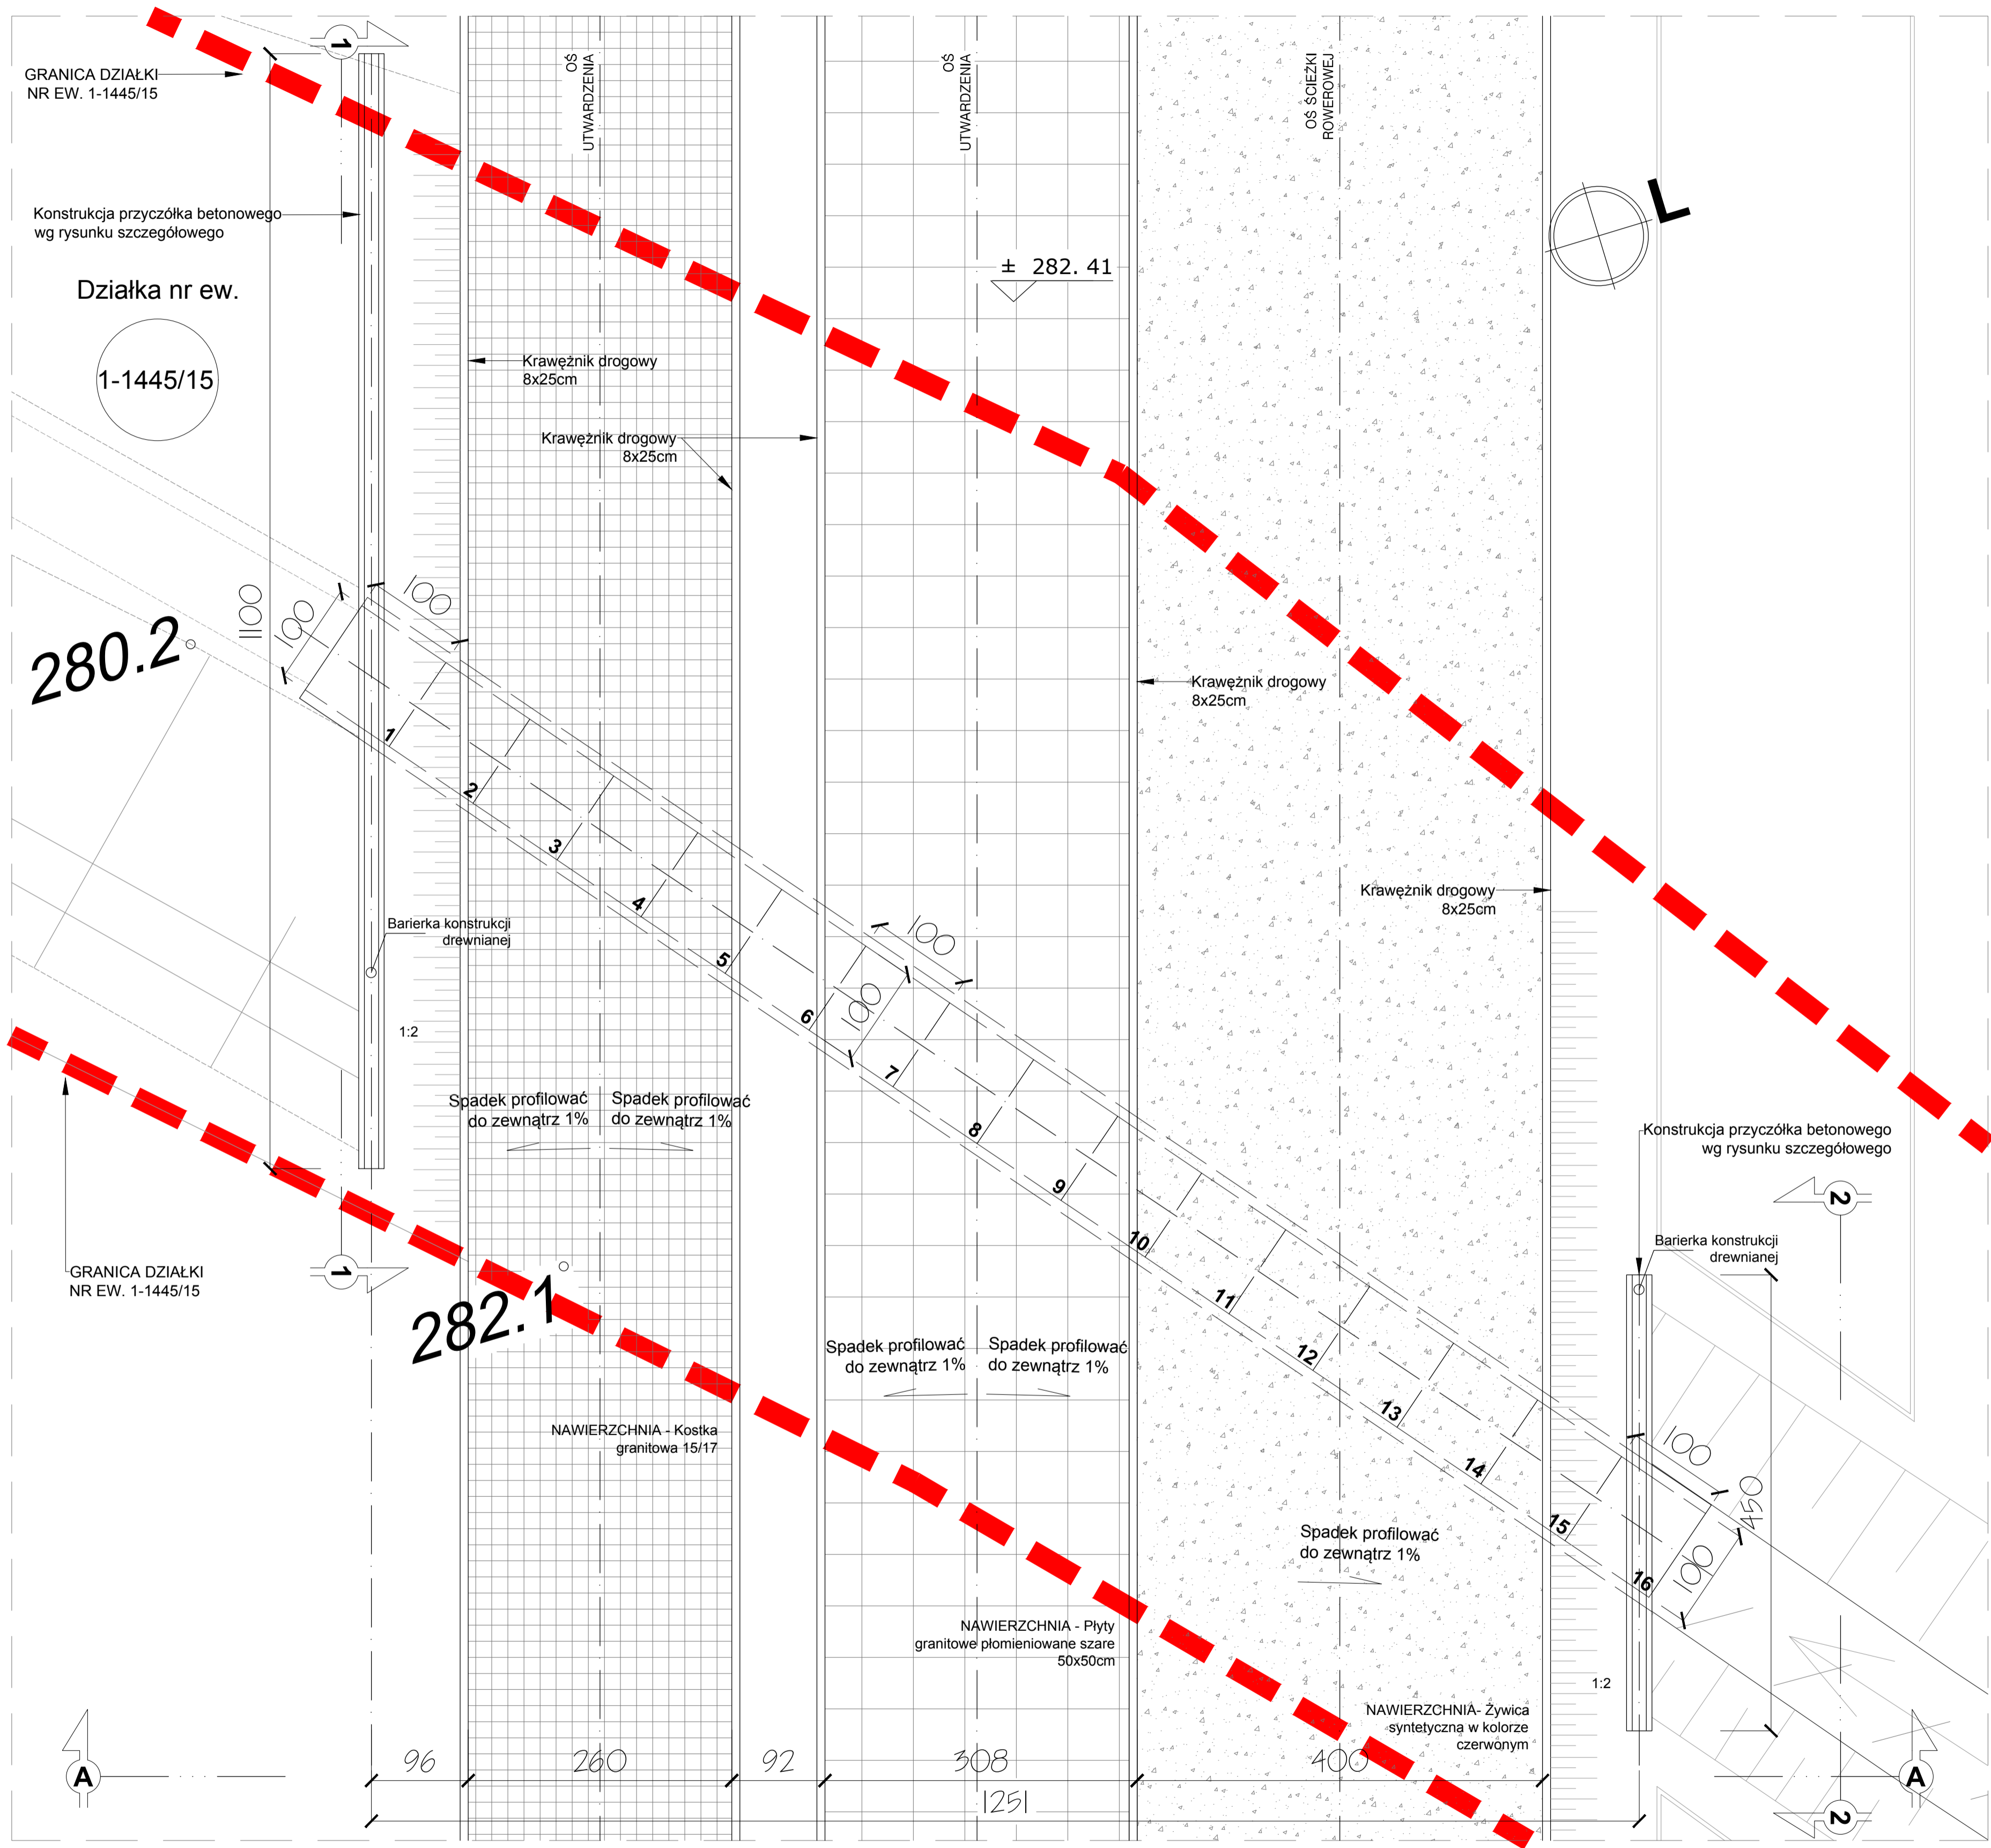 1
GRANICA DZIAŁKI
NR EW. 1-1445/15
OŚ
UTWARDZENIA
OŚ
UTWARDZENIA
OŚ ŚCIEŻKI
ROWEROWEJ
Konstrukcja przyczółka betonowego
wg rysunku szczegółowego
L
± 282.41
Działka nr ew.
1-1445/15
Krawężnik drogowy
8x25cm
Krawężnik drogowy
8x25cm
280.2
1100
100
100
Krawężnik drogowy
8x25cm
1
2
3
4
5
6
7
8
9
10
11
12
13
14
15
16
Krawężnik drogowy
8x25cm
Barierka konstrukcji
drewnianej
100
100
1:2
Spadek profilować
do zewnątrz 1%
Spadek profilować
do zewnątrz 1%
Konstrukcja przyczółka betonowego
wg rysunku szczegółowego
2
Barierka konstrukcji
drewnianej
GRANICA DZIAŁKI
NR EW. 1-1445/15
1
282.1
Spadek profilować
do zewnątrz 1%
Spadek profilować
do zewnątrz 1%
NAWIERZCHNIA - Kostka
granitowa 15/17
100
450
100
Spadek profilować
do zewnątrz 1%
NAWIERZCHNIA - Płyty
granitowe płomieniowane szare
50x50cm
1:2
NAWIERZCHNIA- Żywica
syntetyczna w kolorze
czerwonym
96
260
92
308
400
1251
A
A
2